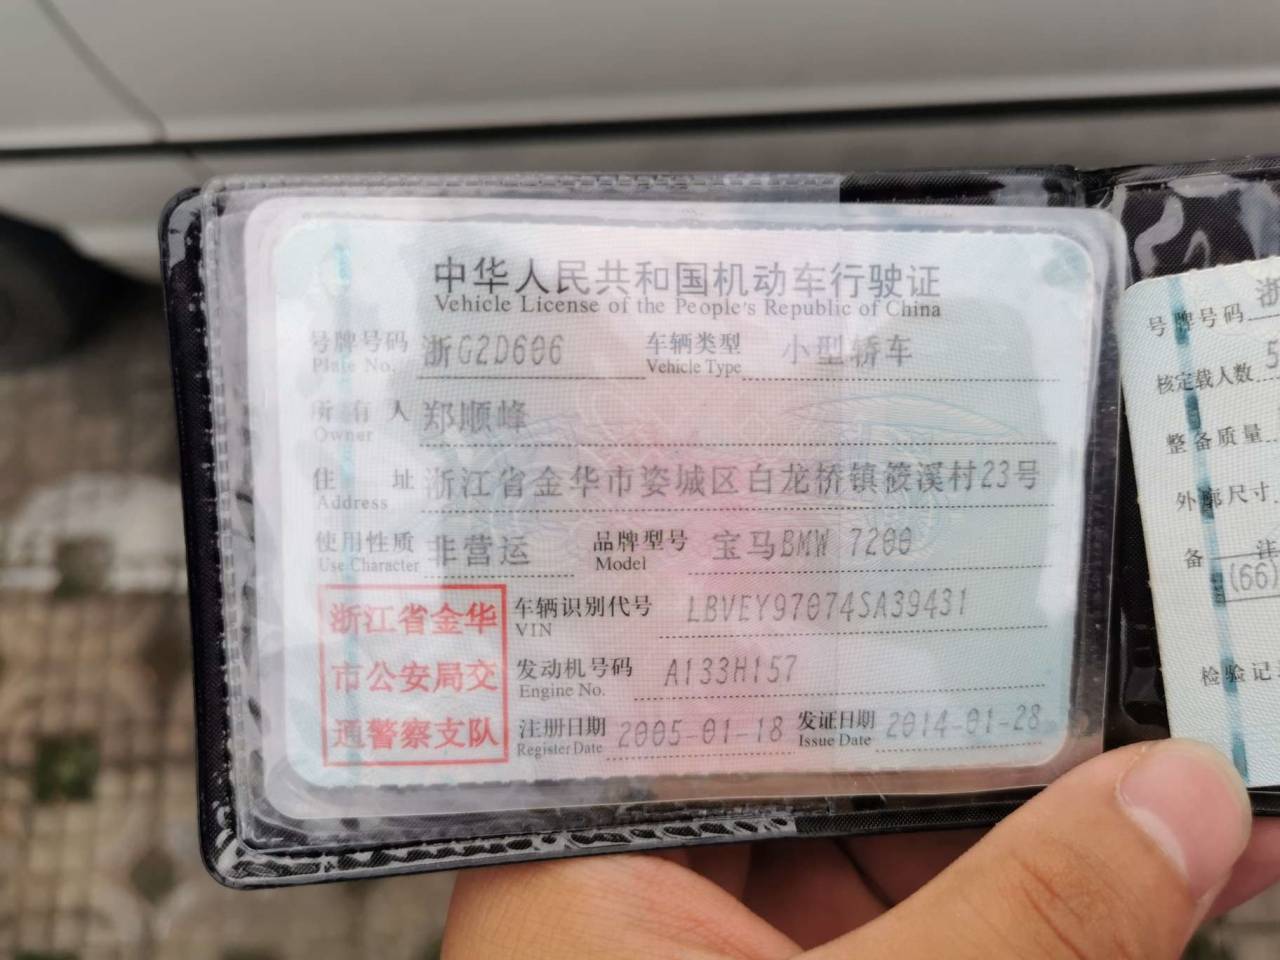 中华人民共和国机动车行驶证
Vehicle License of the People's Republic of China
号牌号码 浙G2D606 车辆类型 小型轿车
Plate No. Vehicle Type
所有人 郑顺峰
Owner
住址 浙江省金华市婺城区白龙桥镇筱溪村23号
Address
使用性质 非营运 品牌型号 宝马BMW 7200
Use Character Model
浙江省金华
市公安局交
通警察支队
车辆识别代号 LBVEY97074SA39431
VIN
发动机号码 A133H157
Engine No.
注册日期 2005-01-18 发证日期 2014-01-28
Register Date Issue Date
号牌号码 浙
核定载人数 5
整备质量
外廓尺寸
备注
(66)
检验记